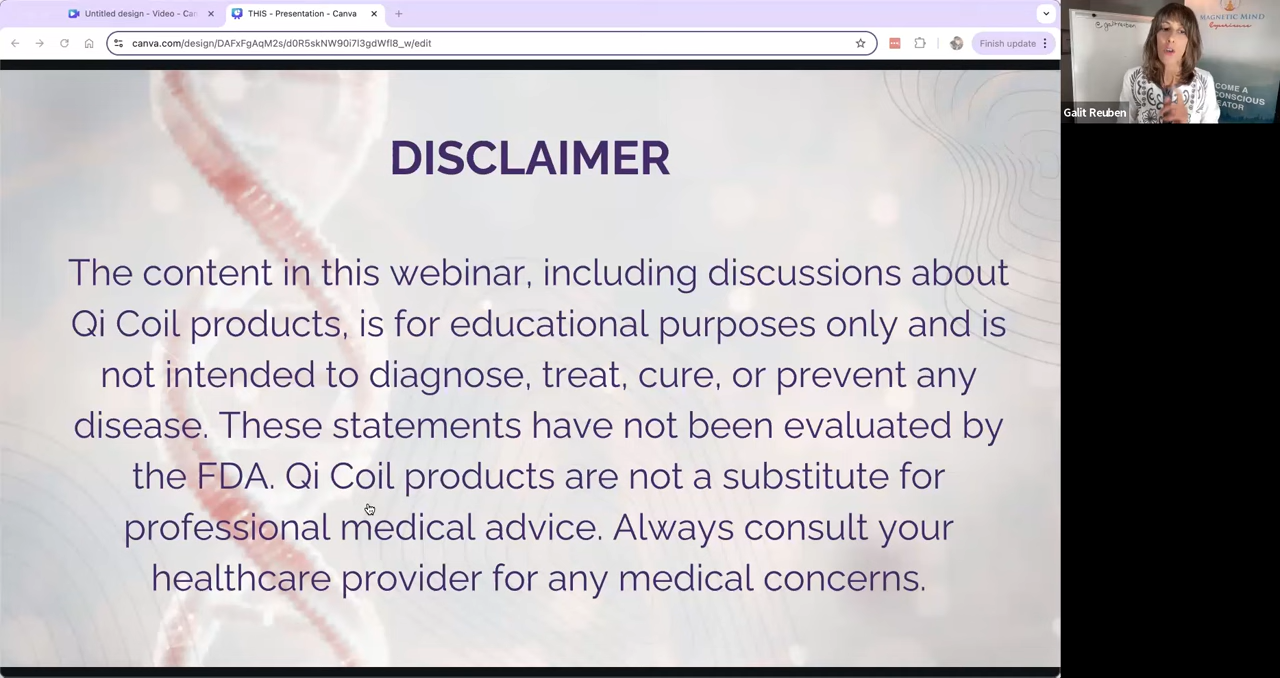 Untitled design - Video - Ca
THIS - Presentation - Canva
canva.com/design/DAFxFgAqM2s/d0R5skNW90i7I3gdWfl8_w/edit
Finish update
DISCLAIMER
The content in this webinar, including discussions about
Qi Coil products, is for educational purposes only and is
not intended to diagnose, treat, cure, or prevent any
disease. These statements have not been evaluated by
the FDA. Qi Coil products are not a substitute for
professional medical advice. Always consult your
healthcare provider for any medical concerns.
@galitreuben
MAGNETIC MIND
Experience
COME A
CONSCIOUS
EATOR
Galit Reuben